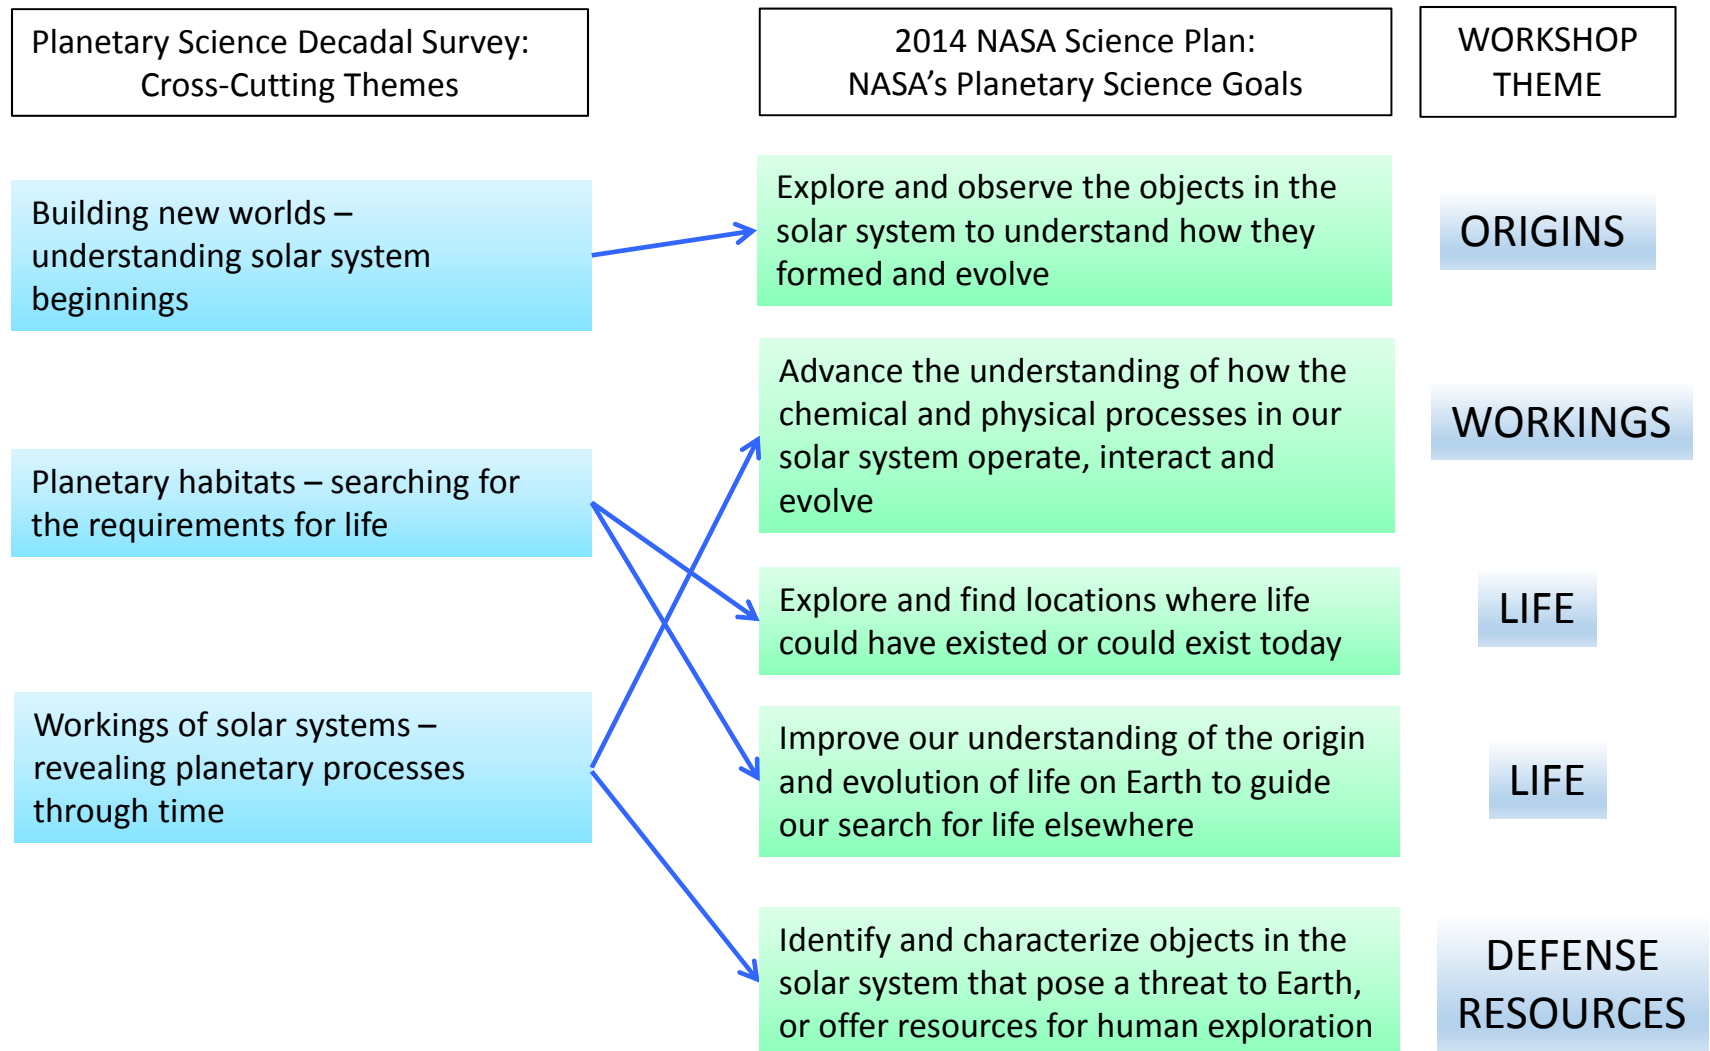 Planetary Science Decadal Survey:
Cross-Cutting Themes
2014 NASA Science Plan:
NASA’s Planetary Science Goals
WORKSHOP
THEME
Building new worlds –
understanding solar system
beginnings
Explore and observe the objects in the
solar system to understand how they
formed and evolve
ORIGINS
Advance the understanding of how the
chemical and physical processes in our
solar system operate, interact and
evolve
WORKINGS
Planetary habitats – searching for
the requirements for life
Explore and find locations where life
could have existed or could exist today
LIFE
Workings of solar systems –
revealing planetary processes
through time
Improve our understanding of the origin
and evolution of life on Earth to guide
our search for life elsewhere
LIFE
Identify and characterize objects in the
solar system that pose a threat to Earth,
or offer resources for human exploration
DEFENSE
RESOURCES